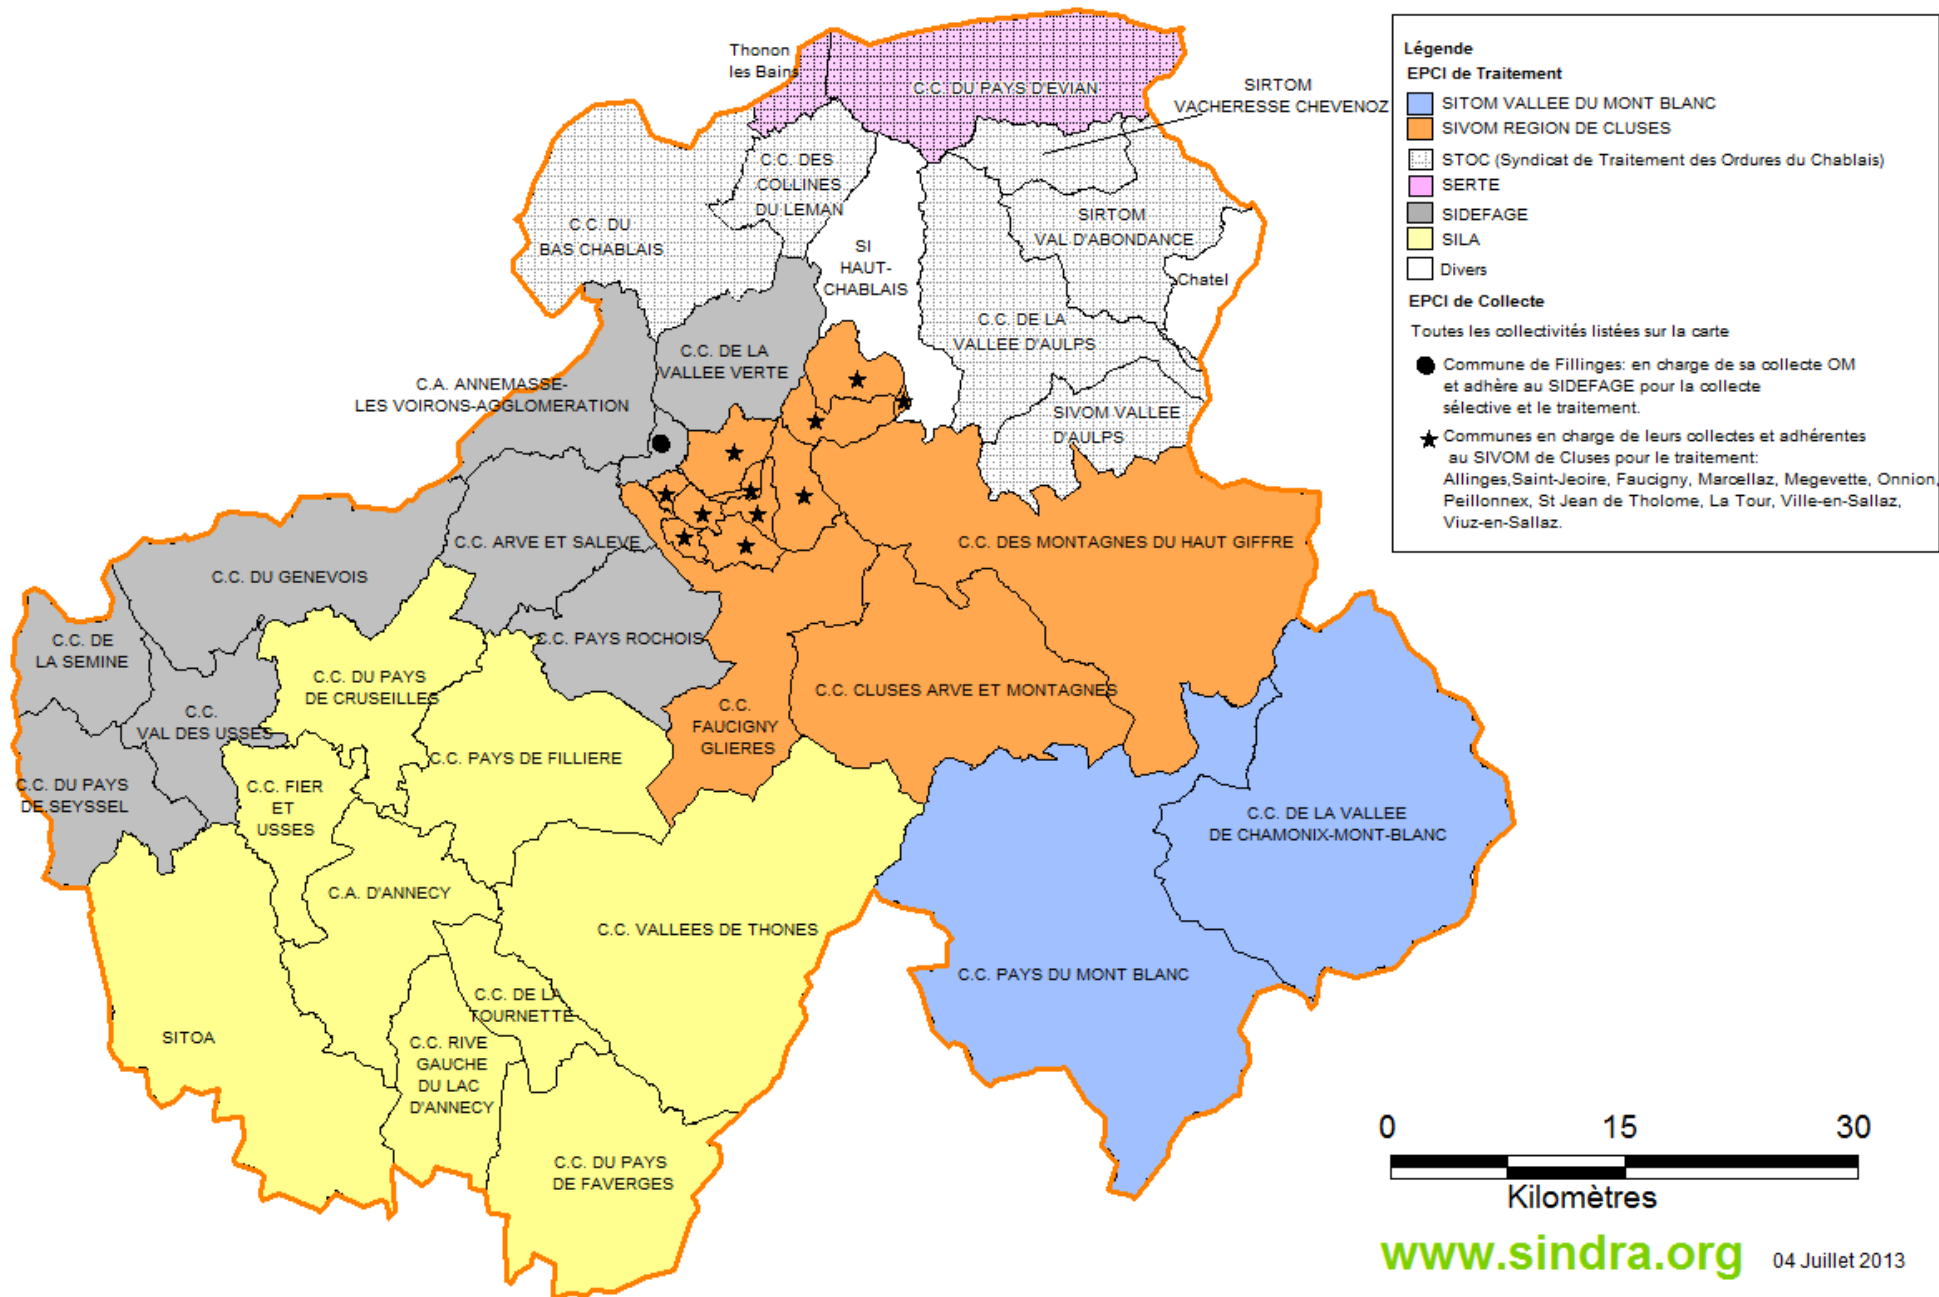 Thonon
les Bains
C.C. DU PAYS D'EVIAN
SIRTOM
VACHERESSE CHEVENOZ
C.C. DES
COLLINES
DU LEMAN
C.C. DU
BAS CHABLAIS
SI
HAUT-
CHABLAIS
SIRTOM
VAL D'ABONDANCE
Chatel
C.C. DE LA
VALLEE D'AULPS
C.C. DE LA
VALLEE VERTE
C.A. ANNEMASSE-
LES VOIRONS-AGGLOMERATION
SIVOM VALLEE
D'AULPS
C.C. ARVE ET SALEVE
C.C. DES MONTAGNES DU HAUT GIFFRE
C.C. DU GENEVOIS
C.C. DE
LA SEMINE
C.C. PAYS ROCHOIS
C.C. DU PAYS
DE CRUSEILLES
C.C. CLUSES ARVE ET MONTAGNES
C.C.
VAL DES USSES
C.C.
FAUCIGNY
GLIERES
C.C. PAYS DE FILLIERE
C.C. DU PAYS
DE SEYSSEL
C.C. FIER
ET
USSES
C.C. DE LA VALLEE
DE CHAMONIX-MONT-BLANC
C.A. D'ANNECY
C.C. VALLEES DE THONES
C.C. PAYS DU MONT BLANC
C.C. DE LA
TOURNETTE
SITOA
C.C. RIVE
GAUCHE
DU LAC
D'ANNECY
C.C. DU PAYS
DE FAVERGES
Légende
EPCI de Traitement
SITOM VALLEE DU MONT BLANC
SIVOM REGION DE CLUSES
STOC (Syndicat de Traitement des Ordures du Chablais)
SERTE
SIDEFAGE
SILA
Divers
EPCI de Collecte
Toutes les collectivités listées sur la carte
Commune de Fillinges: en charge de sa collecte OM
et adhère au SIDEFAGE pour la collecte
sélective et le traitement.
Communes en charge de leurs collectes et adhérentes
au SIVOM de Cluses pour le traitement:
Allinges,Saint-Jeoire, Faucigny, Marcellaz, Megevette, Onnion,
Peillonnex, St Jean de Tholome, La Tour, Ville-en-Sallaz,
Viuz-en-Sallaz.
0 15 30
Kilomètres
www.sindra.org 04 Juillet 2013